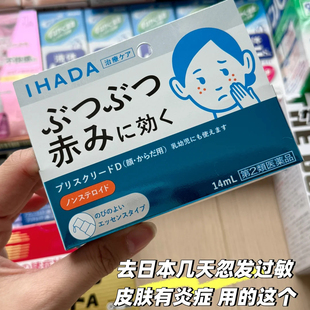 IHADA 治療ケア
ぶつぶつ
赤みに効く
プリスクリードD(顔・からだ用) 乳幼児にも使えます
ノンステロイド
のびのよい
エッセンスタイプ
14mL 第2類医薬品
去日本几天忽发过敏
皮肤有炎症 用的这个